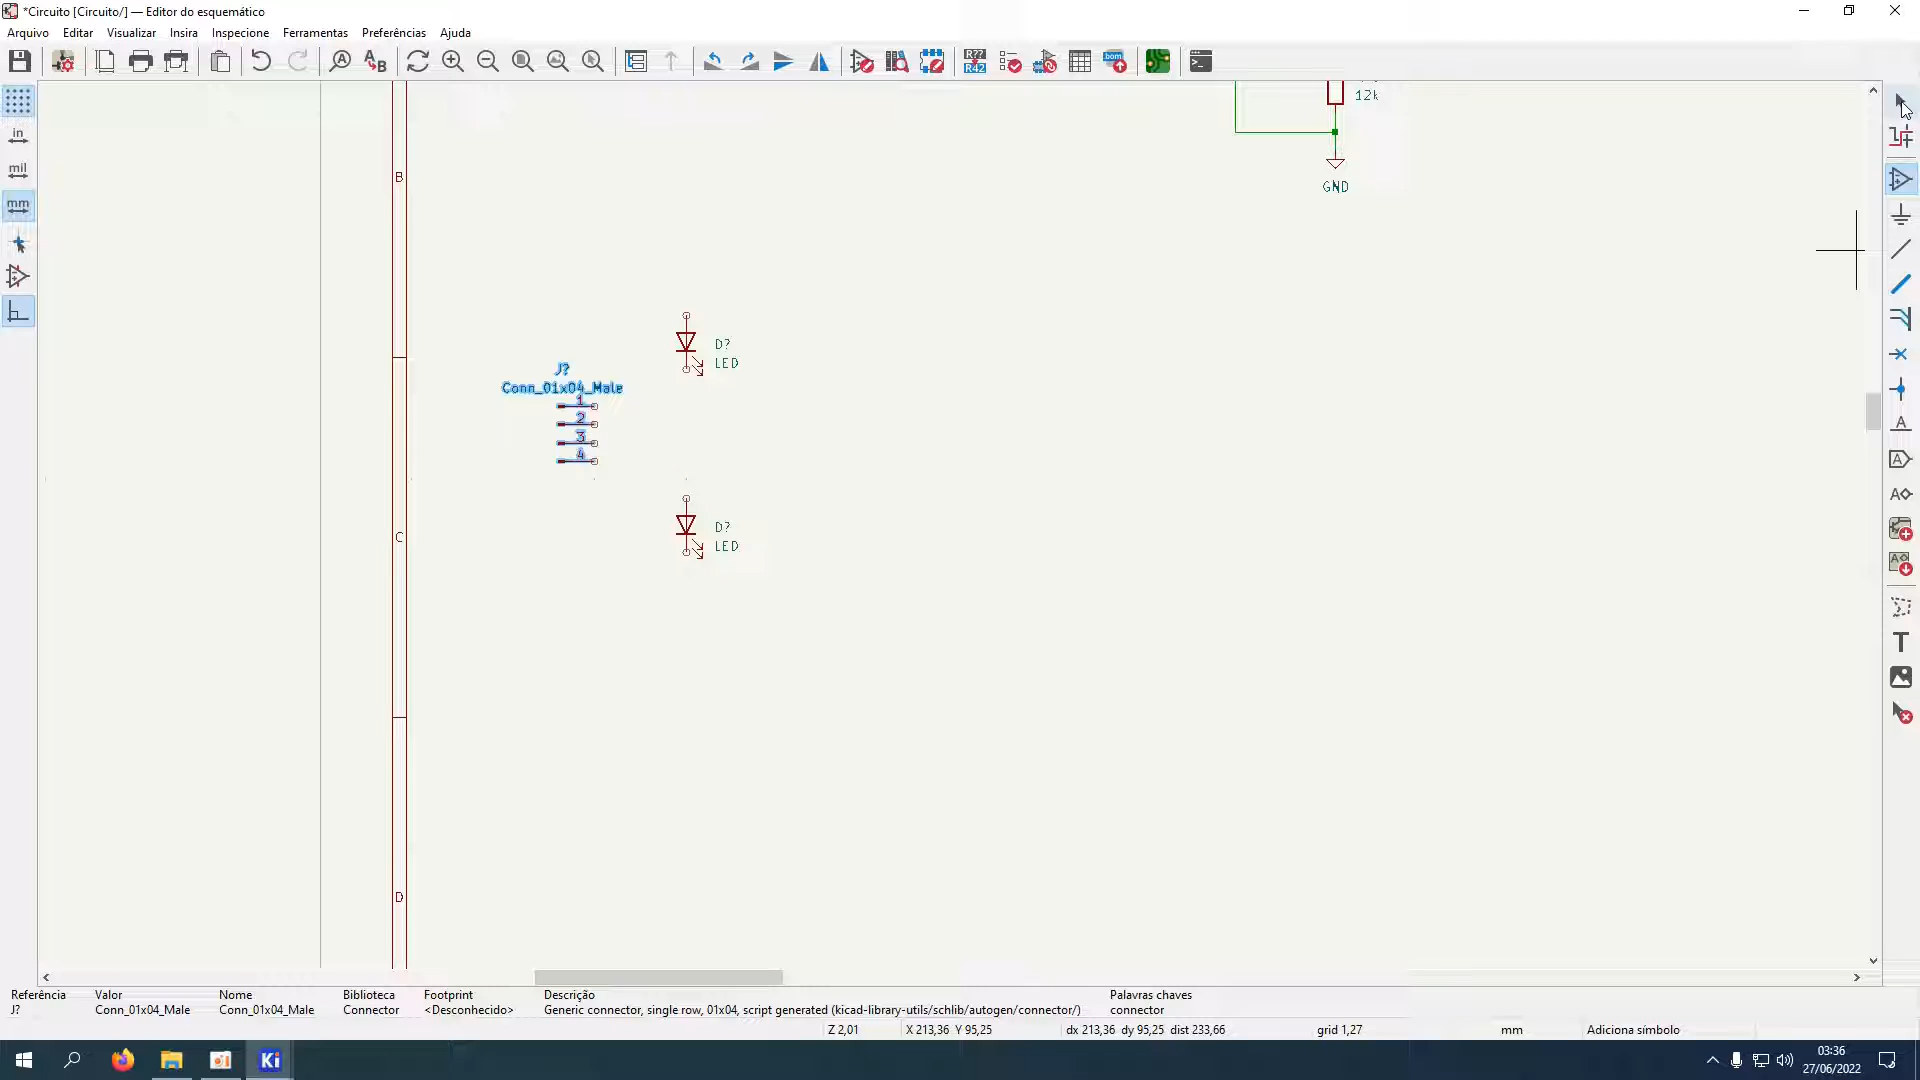 *Circuito [Circuito/] — Editor do esquemático
Arquivo Editar Visualizar Insira Inspecione Ferramentas Preferências Ajuda
A
A B
R??
R42
bom
in
mil
mm
12k
GND
B
D?
LED
J?
Conn_01x04_Male
1
2
3
4
C
D?
LED
D
A
A
A
A
T
Referência Valor Nome Biblioteca Footprint Descrição Palavras chaves
J? Conn_01x04_Male Conn_01x04_Male Connector <Desconhecido> Generic connector, single row, 01x04, script generated (kicad-library-utils/schlib/autogen/connector/) connector
Z 2,01 X 213,36 Y 95,25 dx 213,36 dy 95,25 dist 233,66 grid 1,27 mm Adiciona símbolo
Ki
03:36
27/06/2022